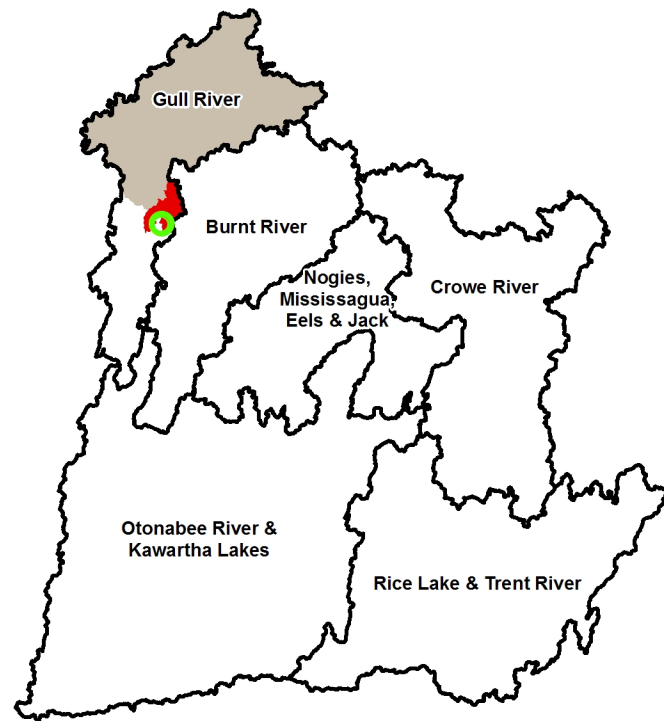 Gull River
Burnt River
Nogies,
Mississagua,
Eels & Jack
Crowe River
Otonabee River &
Kawartha Lakes
Rice Lake & Trent River